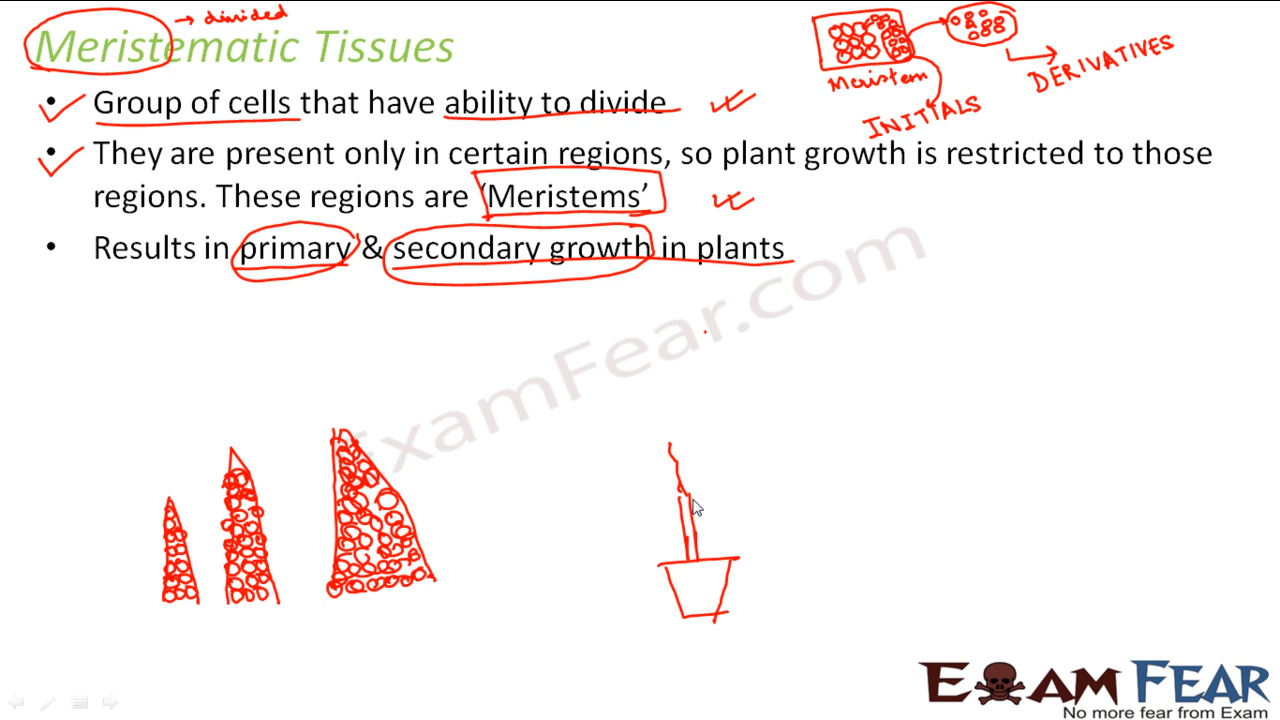 Meristematic Tissues
→ divided
Meristem
INITIALS
DERIVATIVES
• Group of cells that have ability to divide
• They are present only in certain regions, so plant growth is restricted to those
regions. These regions are ‘Meristems’
• Results in primary & secondary growth in plants
ExamFear.com
EXAM FEAR
No more fear from Exam